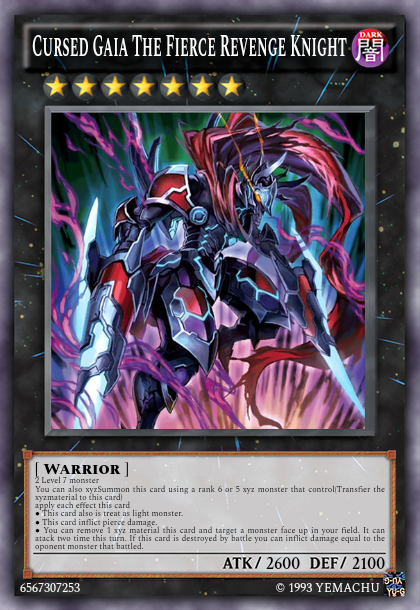 CURSED GAIA THE FIERCE REVENGE KNIGHT
DARK
闇
[ WARRIOR ]
2 Level 7 monster
You can also xyzSummon this card using a rank 6 or 5 xyz monster that control(Transfier the
xyzmaterial to this card)
apply each effect this card
● This card also is treat as light monster.
● This card inflict pierce damage.
● You can remove 1 xyz material this card and target a monster face up in your field. It can
atack two time this turn. If this card is destroyed by battle you can inflict damage equal to the
oponent monster that battled.
ATK/ 2600 DEF/ 2100
6567307253
© 1993 YEMACHU